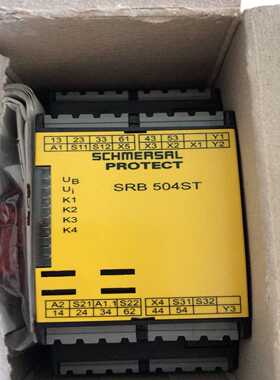 13 23 33 61 43 53 Y1
A1 S11 S12 X5 X3 X2 X1 Y2
SCHMERSAL
PROTECT
SRB 504ST
UB
Ui
K1
K2
K3
K4
A2 S21 A1.1 S22 X4 S31 S32
14 24 34 62 44 54 Y3